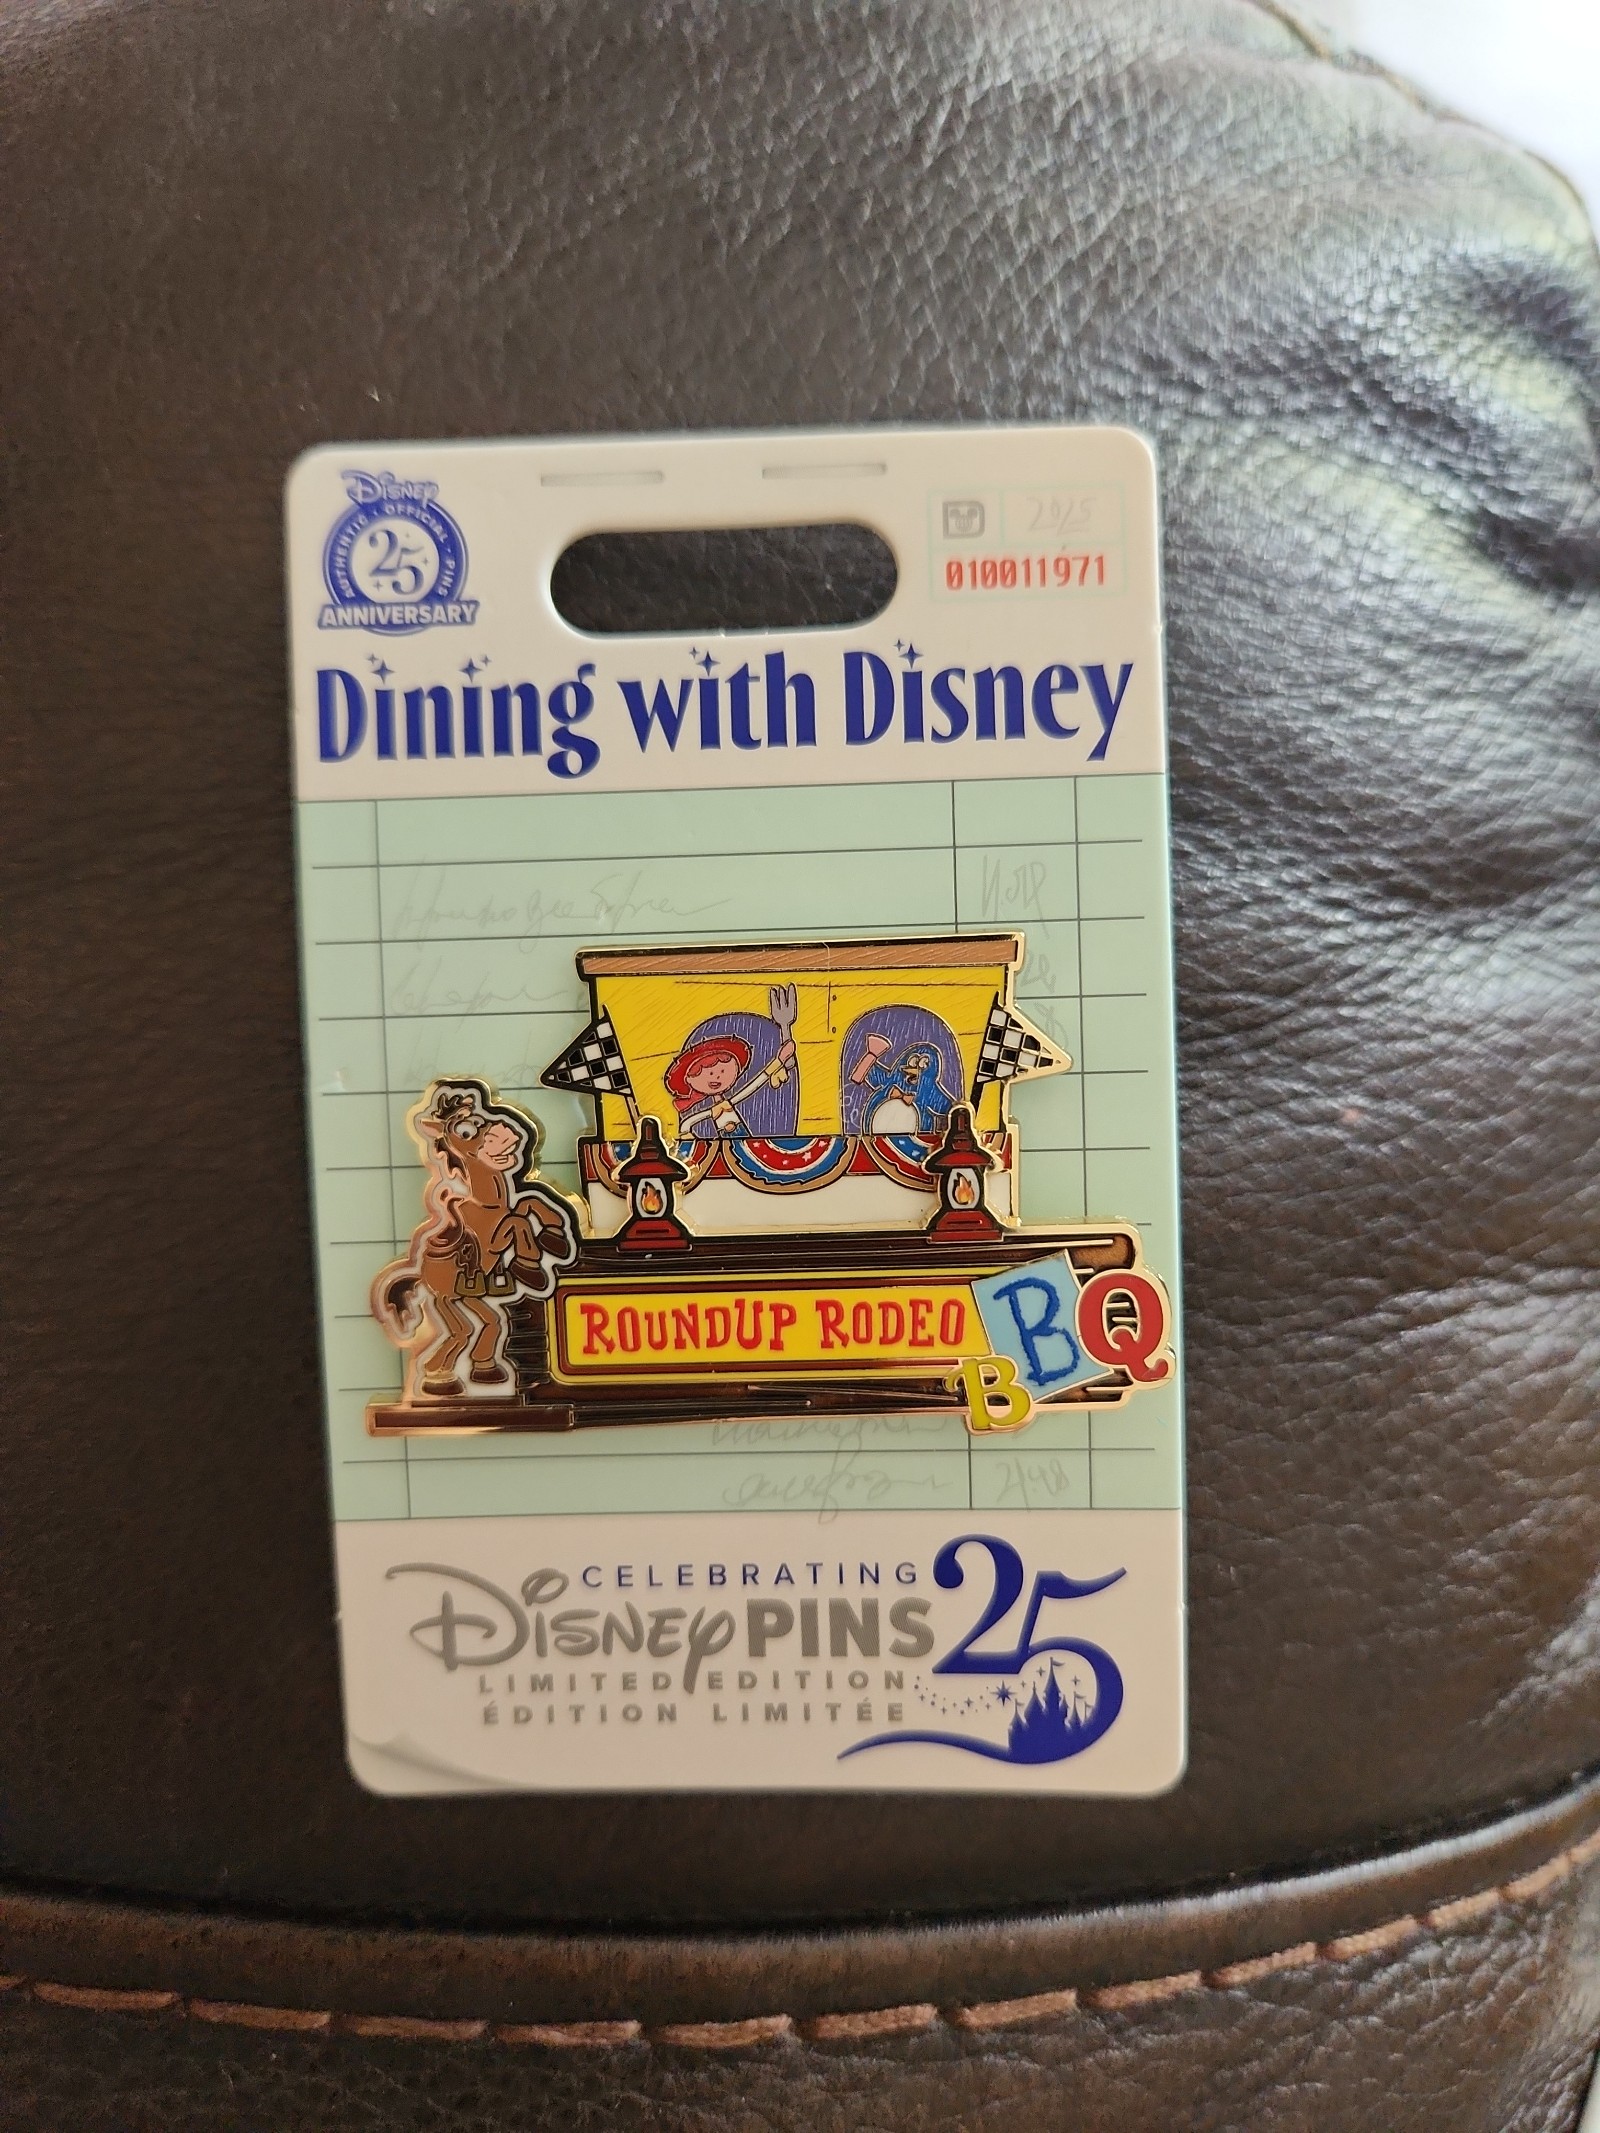 Disney
AUTHENTIC • OFFICIAL • PINS
25
ANNIVERSARY
2025
010011971
Dining with Disney
ROUNDUP RODEO
BBQ
CELEBRATING
Disney PINS
25
LIMITED EDITION
ÉDITION LIMITÉE